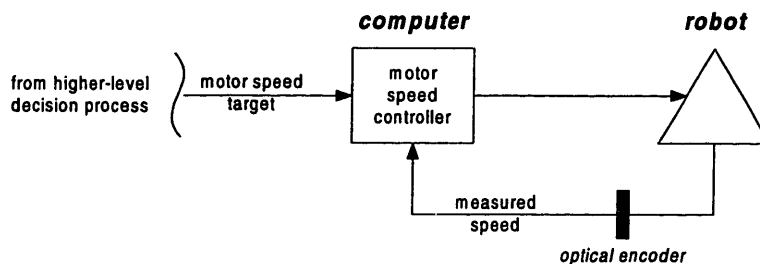 computer
robot
from higher-level
decision process
motor speed
target
motor
speed
controller
measured
speed
optical encoder